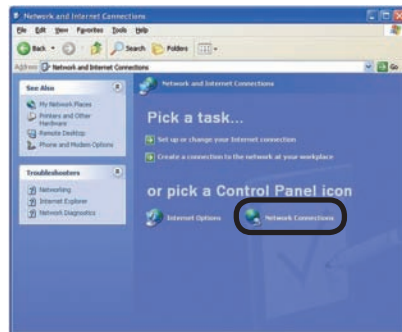 Network and Internet Connections
File Edit View Favorites Tools Help
Back Search Folders
Address Network and Internet Connections Go
See Also
My Network Places
Printers and Other
Hardware
Remote Desktop
Phone and Modem Options
Troubleshooters
Networking
Internet Explorer
Network Diagnostics
Network and Internet Connections
Pick a task...
Set up or change your Internet connection
Create a connection to the network at your workplace
or pick a Control Panel icon
Internet Options Network Connections